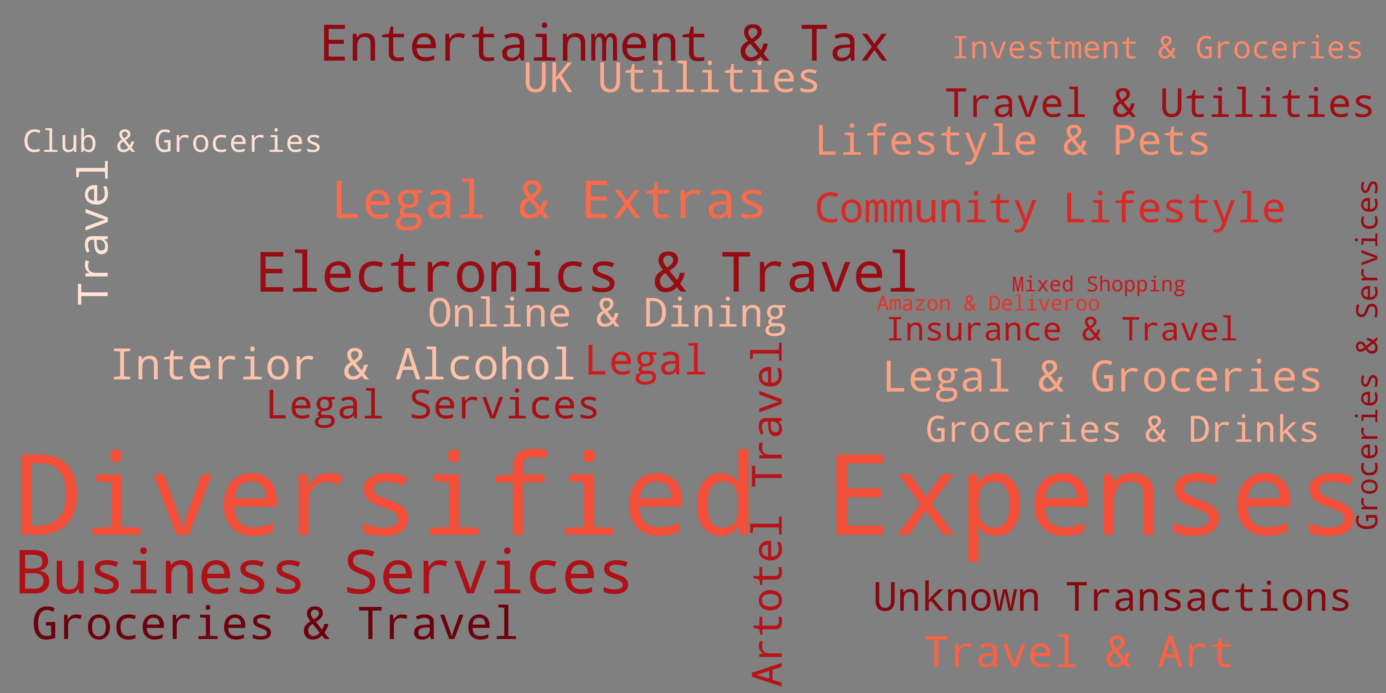 Entertainment & Tax
Investment & Groceries
UK Utilities
Travel & Utilities
Club & Groceries
Lifestyle & Pets
Travel
Legal & Extras
Community Lifestyle
Groceries & Services
Electronics & Travel
Mixed Shopping
Amazon & Deliveroo
Online & Dining
Insurance & Travel
Interior & Alcohol
Legal
Artotel Travel
Legal & Groceries
Legal Services
Groceries & Drinks
Diversified Expenses
Business Services
Unknown Transactions
Groceries & Travel
Travel & Art